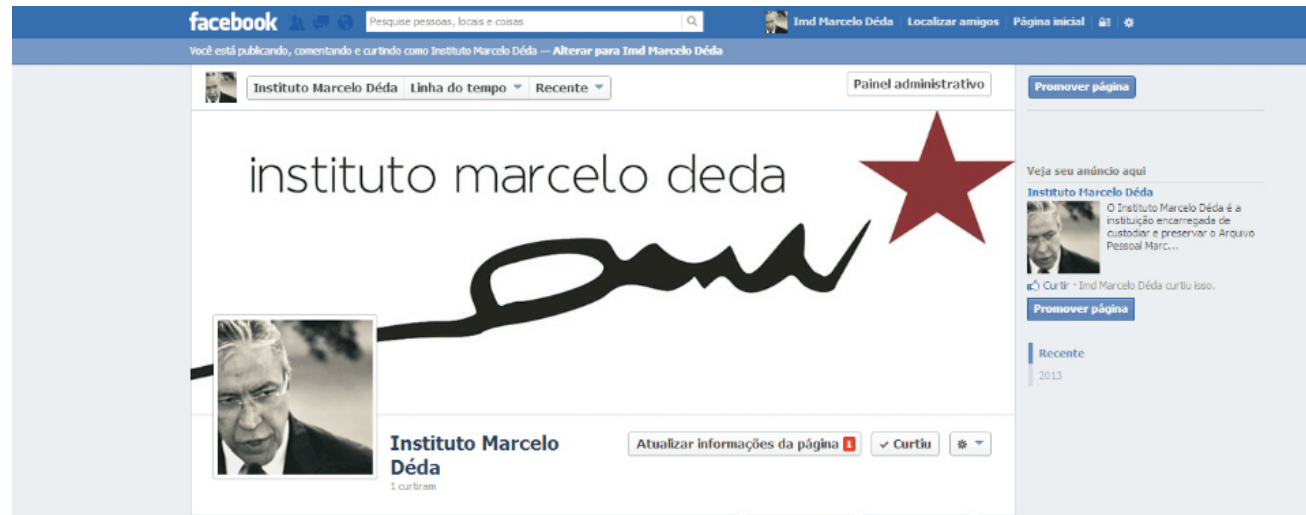 facebook
Pesquise pessoas, locais e coisas
Imd Marcelo Déda
Localizar amigos
Página inicial
Você está publicando, comentando e curtindo como Instituto Marcelo Déda — Alterar para Imd Marcelo Déda
Instituto Marcelo Déda
Linha do tempo
Recente
Painel administrativo
Promover página
instituto marcelo deda
Veja seu anúncio aqui
Instituto Marcelo Déda
O Instituto Marcelo Déda é a
instituição encarregada de
custodiar e preservar o Arquivo
Pessoal Marc...
Curtir · Imd Marcelo Déda curtiu isso.
Promover página
Recente
2013
Instituto Marcelo
Déda
1 curtiram
Atualizar informações da página 1
Curtiu